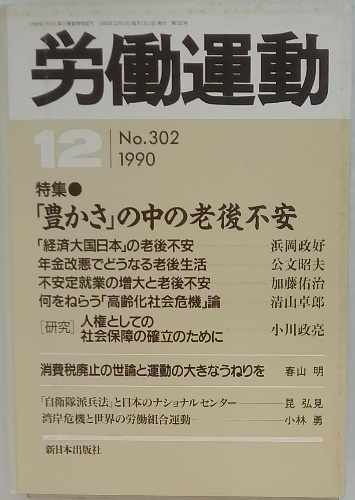 労働運動
12
No.302
1990
特集●
「豊かさ」の中の老後不安
「経済大国日本」の老後不安 浜岡政好
年金改悪でどうなる老後生活 公文昭夫
不安定就業の増大と老後不安 加藤佑治
何をねらう「高齢化社会危機」論 清山卓郎
［研究］人権としての
社会保障の確立のために 小川政亮
消費税廃止の世論と運動の大きなうねりを 春山 明
「自衛隊派兵法」と日本のナショナルセンター 昆 弘見
湾岸危機と世界の労働組合運動 小林 勇
新日本出版社